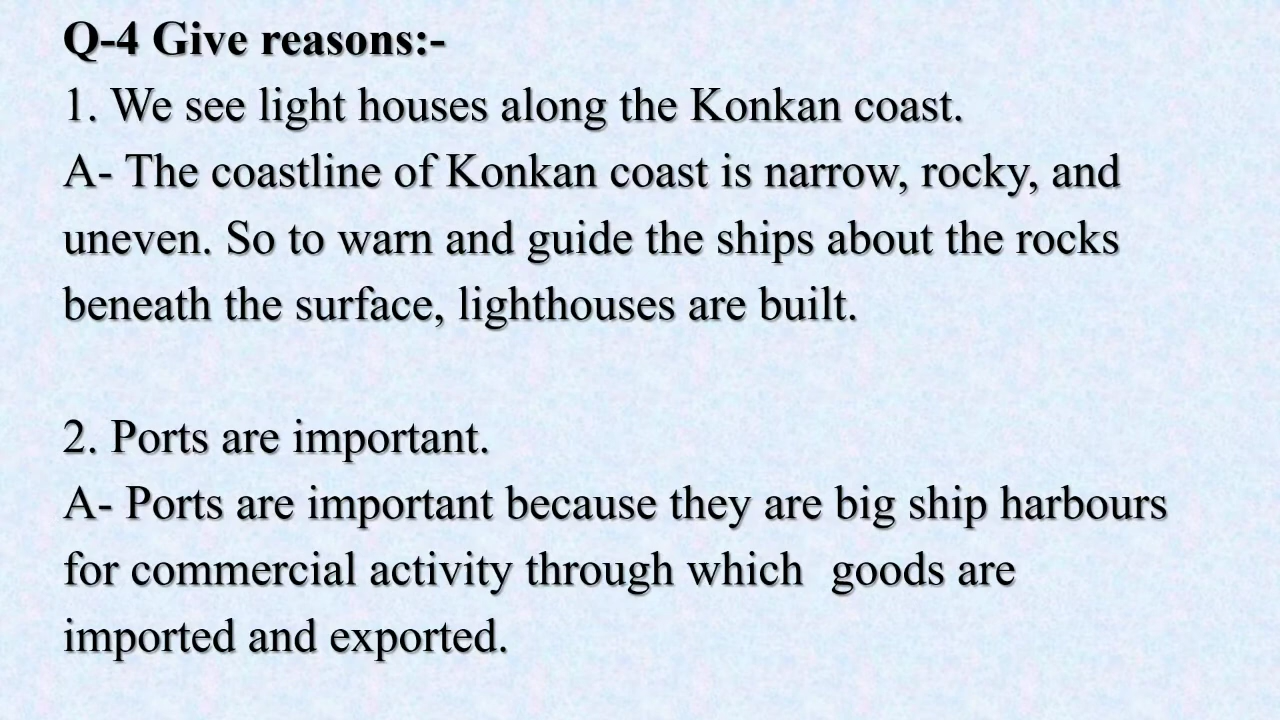 Q-4 Give reasons:-
1. We see light houses along the Konkan coast.
A- The coastline of Konkan coast is narrow, rocky, and
uneven. So to warn and guide the ships about the rocks
beneath the surface, lighthouses are built.
2. Ports are important.
A- Ports are important because they are big ship harbours
for commercial activity through which  goods are
imported and exported.